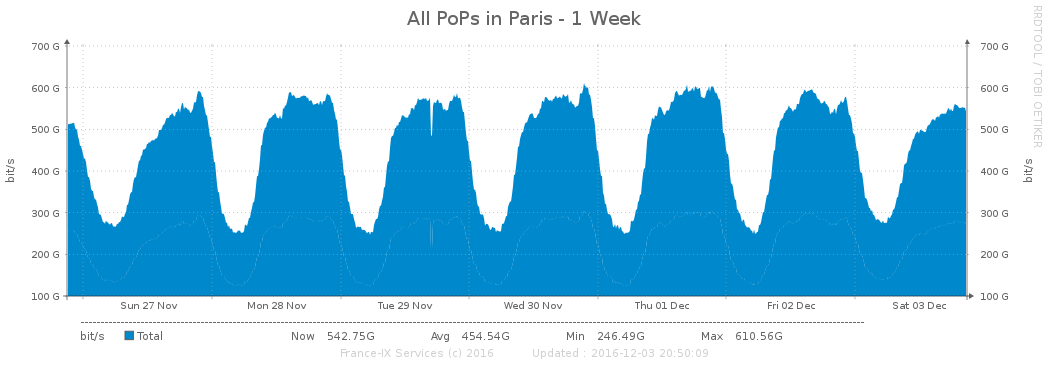 All PoPs in Paris - 1 Week
RRDTOOL / TOBI OETIKER
700 G 700 G
600 G 600 G
500 G 500 G
400 G 400 G
300 G 300 G
200 G 200 G
100 G 100 G
bit/s
bit/s
Sun 27 Nov Mon 28 Nov Tue 29 Nov Wed 30 Nov Thu 01 Dec Fri 02 Dec Sat 03 Dec
bit/s Total Now 542.75G Avg 454.54G Min 246.49G Max 610.56G
France-IX Services (c) 2016 Updated : 2016-12-03 20:50:09